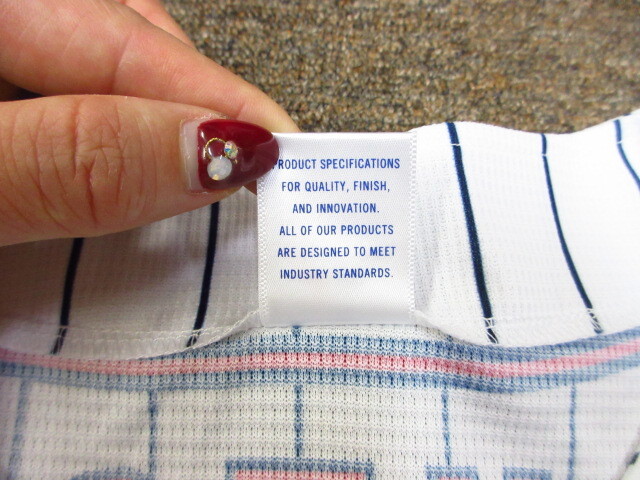 PRODUCT SPECIFICATIONS
FOR QUALITY, FINISH,
AND INNOVATION.
ALL OF OUR PRODUCTS
ARE DESIGNED TO MEET
INDUSTRY STANDARDS.